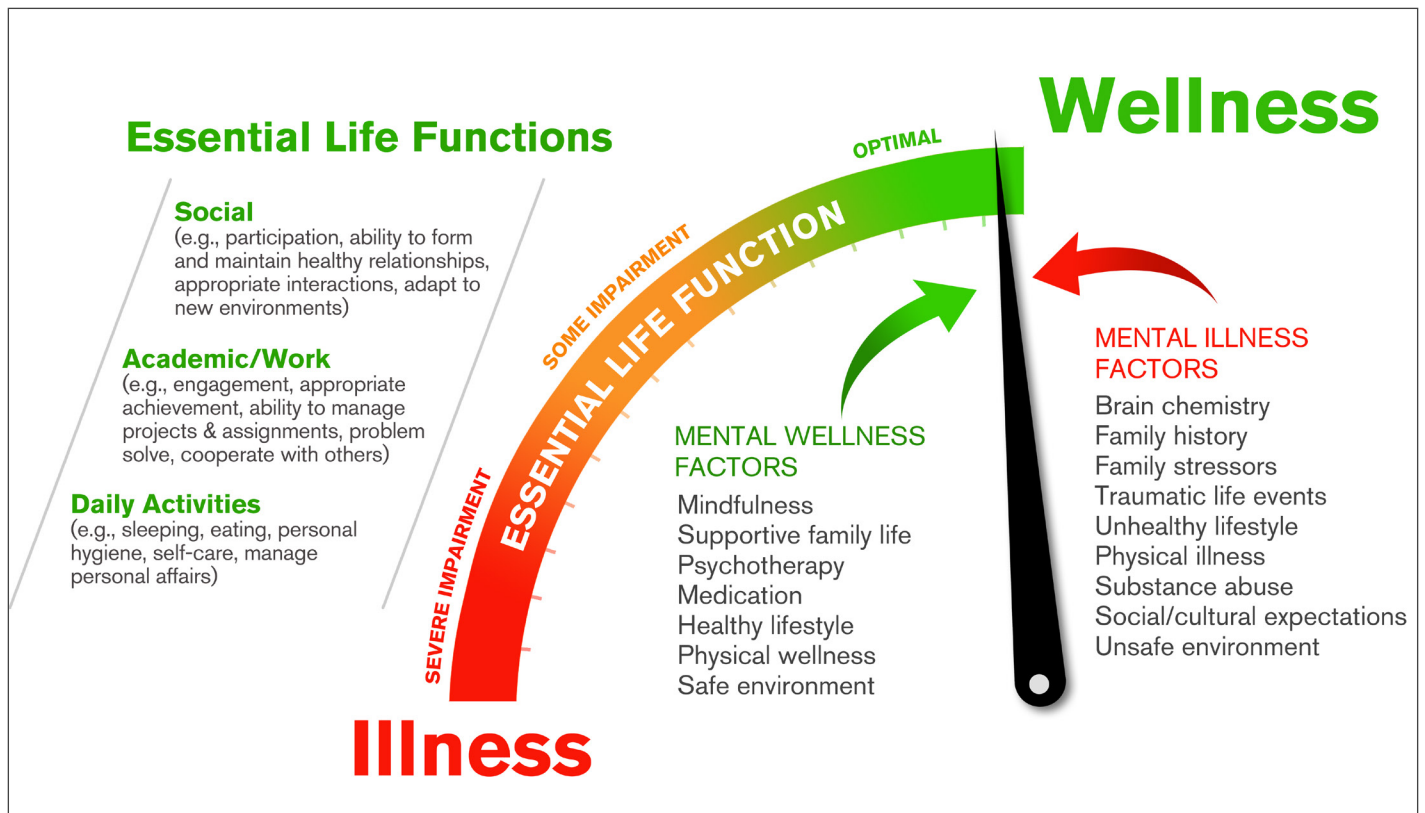 Wellness
Essential Life Functions
Social
(e.g., participation, ability to form
and maintain healthy relationships,
appropriate interactions, adapt to
new environments)
Academic/Work
(e.g., engagement, appropriate
achievement, ability to manage
projects & assignments, problem
solve, cooperate with others)
Daily Activities
(e.g., sleeping, eating, personal
hygiene, self-care, manage
personal affairs)
OPTIMAL
SOME IMPAIRMENT
SEVERE IMPAIRMENT
ESSENTIAL LIFE FUNCTION
MENTAL WELLNESS
FACTORS
Mindfulness
Supportive family life
Psychotherapy
Medication
Healthy lifestyle
Physical wellness
Safe environment
MENTAL ILLNESS
FACTORS
Brain chemistry
Family history
Family stressors
Traumatic life events
Unhealthy lifestyle
Physical illness
Substance abuse
Social/cultural expectations
Unsafe environment
Illness